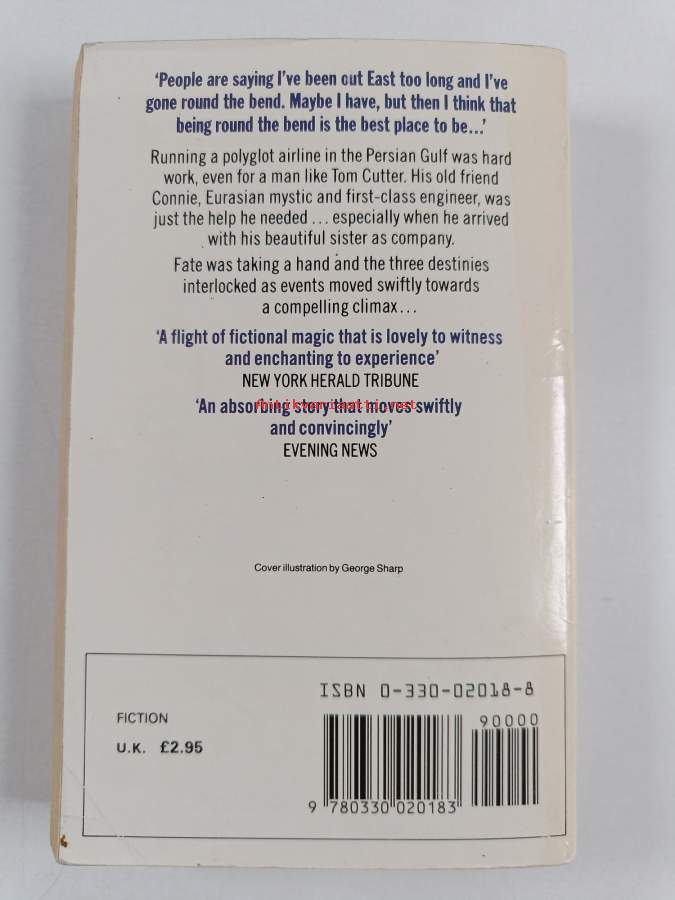 ‘People are saying I’ve been out East too long and I’ve
gone round the bend. Maybe I have, but then I think that
being round the bend is the best place to be...’
Running a polyglot airline in the Persian Gulf was hard
work, even for a man like Tom Cutter. His old friend
Connie, Eurasian mystic and first-class engineer, was
just the help he needed ... especially when he arrived
with his beautiful sister as company.
Fate was taking a hand and the three destinies
interlocked as events moved swiftly towards
a compelling climax...
‘A flight of fictional magic that is lovely to witness
and enchanting to experience’
NEW YORK HERALD TRIBUNE
‘An absorbing story that moves swiftly
and convincingly’
EVENING NEWS
Cover illustration by George Sharp
ISBN 0-330-02018-8
FICTION
U.K. £2.95
90000
9 780330 020183